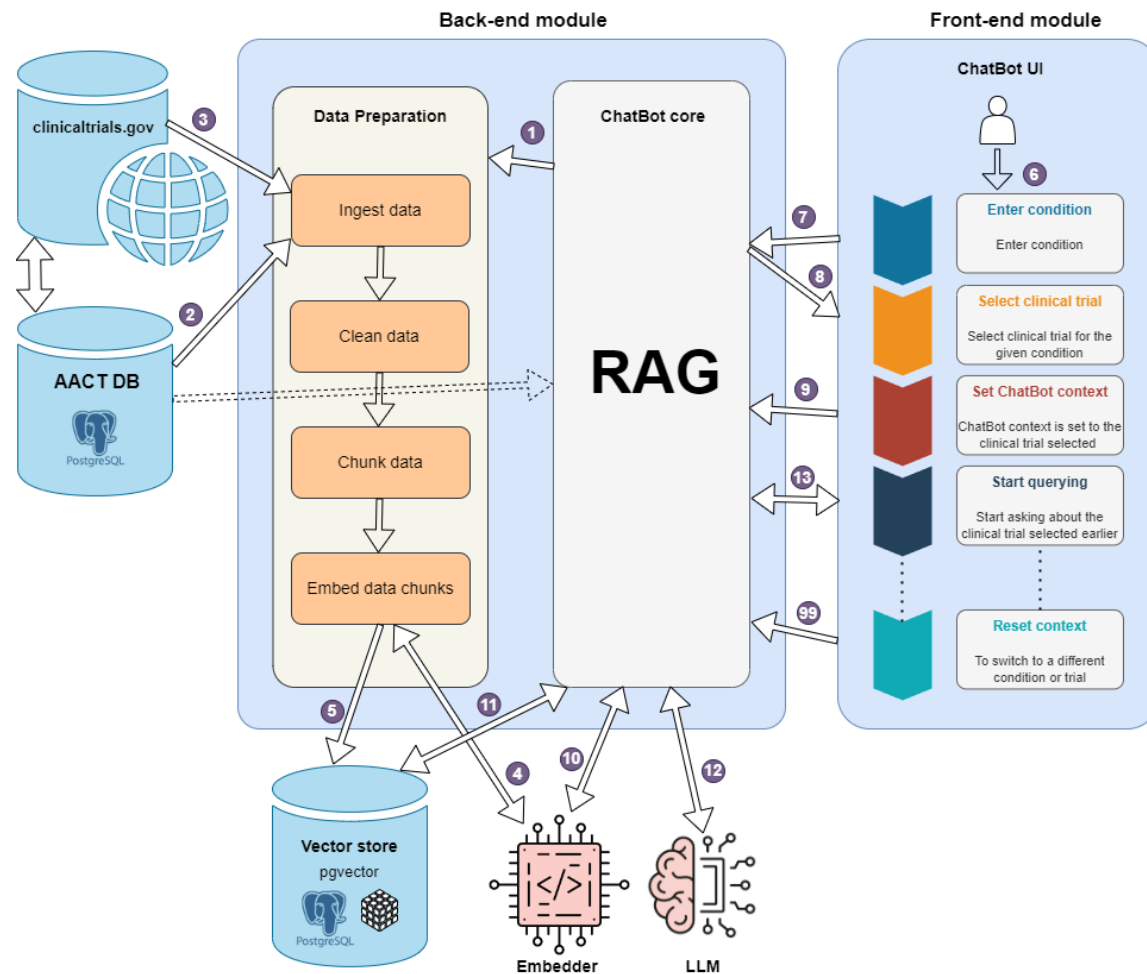 Back-end module
Front-end module
clinicaltrials.gov
3
Data Preparation
1
ChatBot core
ChatBot UI
6
Ingest data
Enter condition
Enter condition
7
8
2
Clean data
Select clinical trial
Select clinical trial for the
given condition
AACT DB
PostgreSQL
RAG
9
Set ChatBot context
ChatBot context is set to the
clinical trial selected
Chunk data
13
Start querying
Start asking about the
clinical trial selected earlier
Embed data chunks
99
Reset context
To switch to a different
condition or trial
5
11
4
10
12
Vector store
pgvector
PostgreSQL
</>
Embedder
LLM